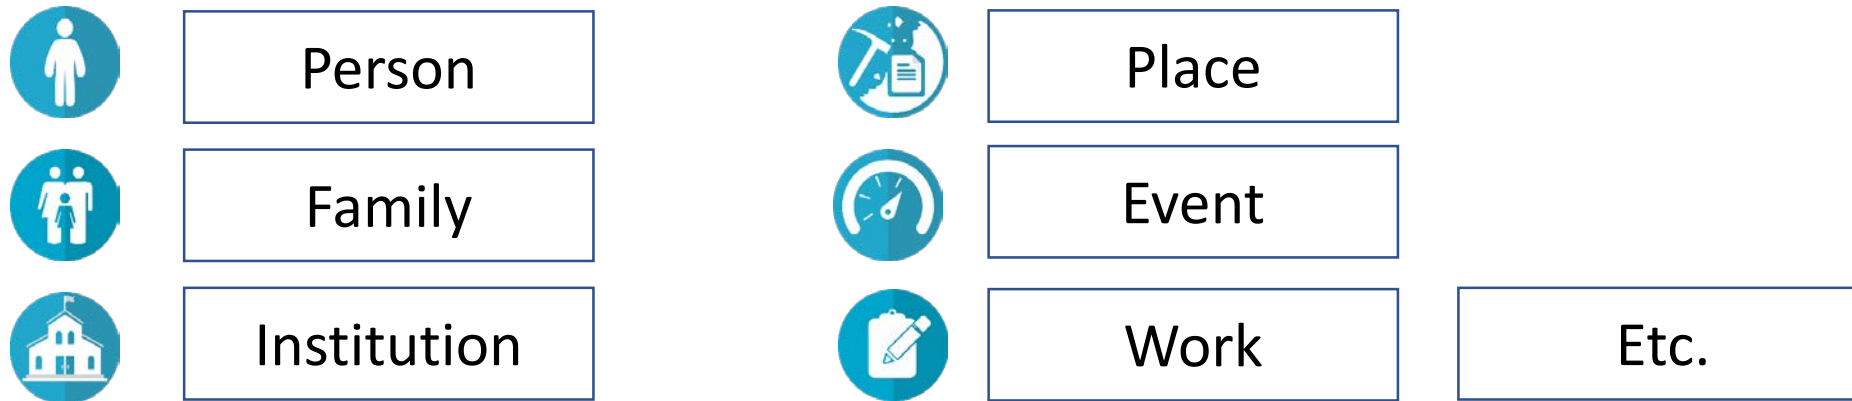 Person
Family
Institution
Place
Event
Work
Etc.